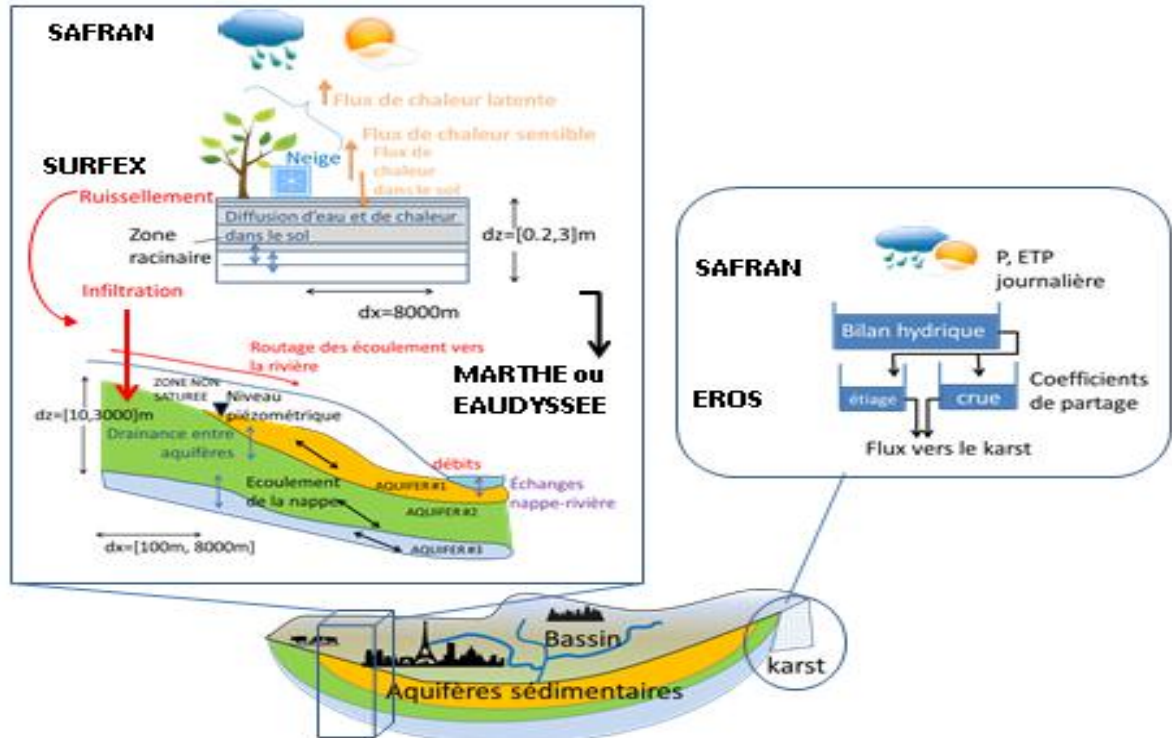 SAFRAN
Flux de chaleur latente
Flux de chaleur sensible
Neige
Flux de
chaleur
dans le sol
SURFEX
Ruissellement
Diffusion d'eau et de chaleur
dans le sol
Zone
racinaire
dz=[0.2,3]m
Infiltration
dx=8000m
Routage des écoulement vers
la rivière
MARTHE ou
EAUDYSSEE
ZONE NON
SATUREE
Niveau
piézométrique
dz=[10,3000]m
Drainance entre
aquifères
débits
Ecoulement
de la nappe
AQUIFER #1
Échanges
nappe-rivière
AQUIFER #2
AQUIFER #3
dx=[100m, 8000m]
SAFRAN
P, ETP
journalière
Bilan hydrique
EROS
étiage
crue
Coefficients
de partage
Flux vers le karst
Bassin
karst
Aquifères sédimentaires